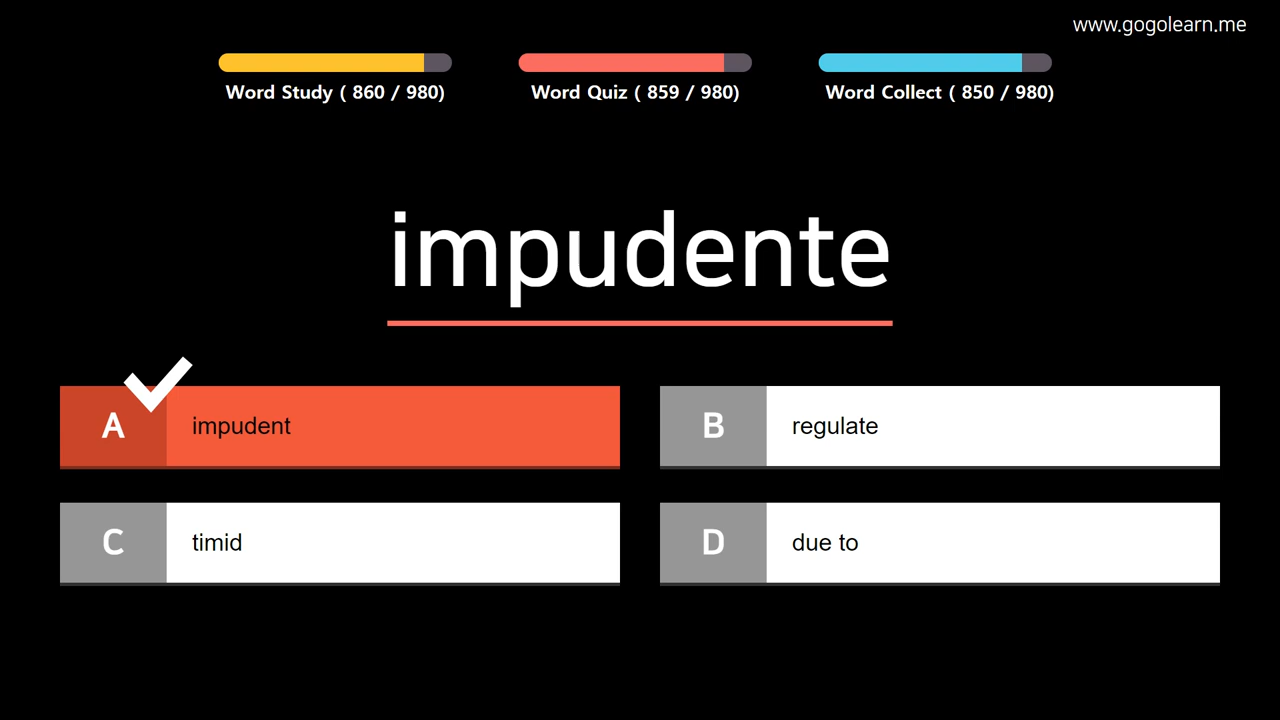 www.gogolearn.me
Word Study ( 860 / 980)
Word Quiz ( 859 / 980)
Word Collect ( 850 / 980)
impudente
A impudent
B regulate
C timid
D due to